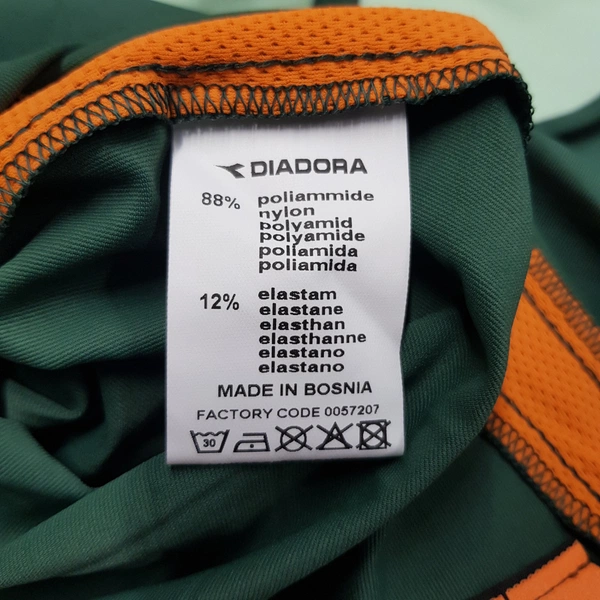 DIADORA
88% poliammide
nylon
polyamid
polyamide
poliamida
poliamida
12% elastam
elastane
elasthan
elasthanne
elastano
elastano
MADE IN BOSNIA
FACTORY CODE 0057207
30